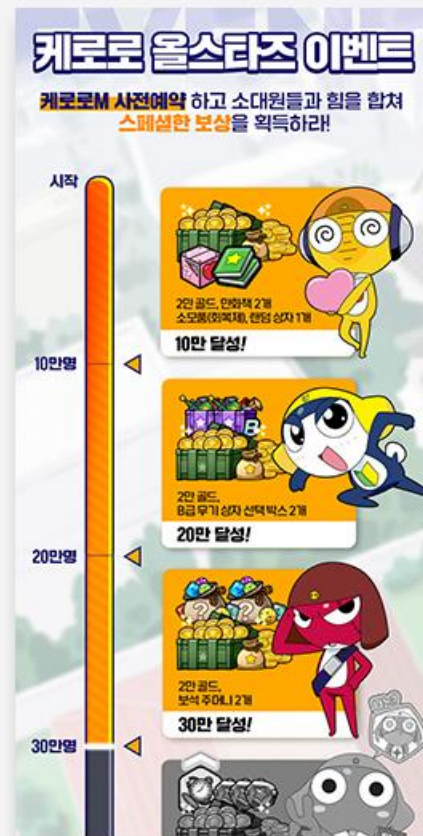 케로로 올스타즈 이벤트
케로로M 사전예약 하고 소대원들과 힘을 합쳐
스페셜한 보상을 획득하라!
시작
2만 골드, 만화책 2개
소모품(회복제), 랜덤 상자 1개
10만 달성!
10만명
B
2만 골드,
B급 무기 상자 선택 박스 2개
20만 달성!
20만명
2만 골드,
보석 주머니 2개
30만 달성!
30만명